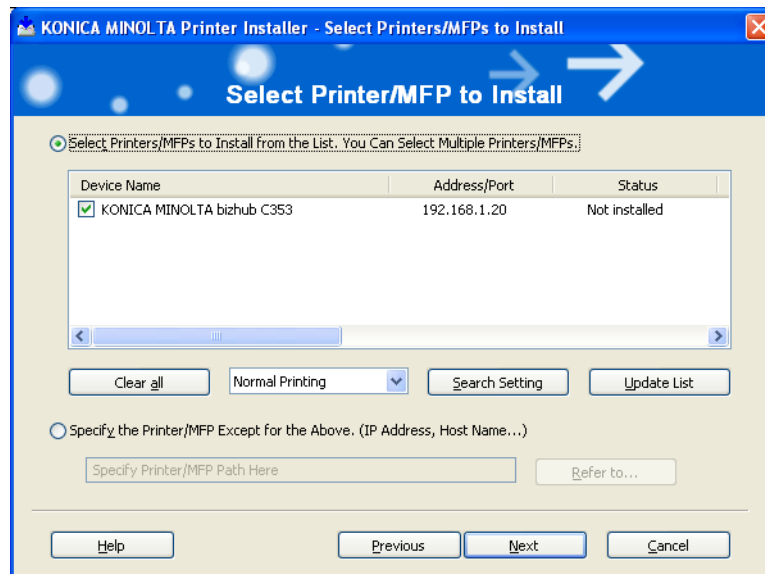 KONICA MINOLTA Printer Installer - Select Printers/MFPs to Install
Select Printer/MFP to Install
Select Printers/MFPs to Install from the List. You Can Select Multiple Printers/MFPs.
Device Name Address/Port Status
KONICA MINOLTA bizhub C353 192.168.1.20 Not installed
Clear all Normal Printing Search Setting Update List
Specify the Printer/MFP Except for the Above. (IP Address, Host Name...)
Specify Printer/MFP Path Here Refer to...
Help Previous Next Cancel